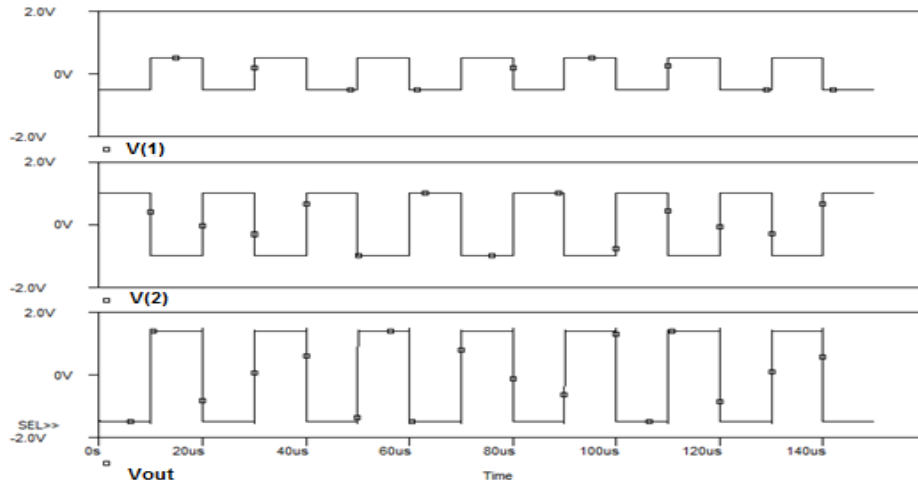 2.0V
0V
-2.0V
V(1)
2.0V
0V
-2.0V
V(2)
2.0V
0V
SEL>>
-2.0V
0s 20us 40us 60us 80us 100us 120us 140us
Vout Time